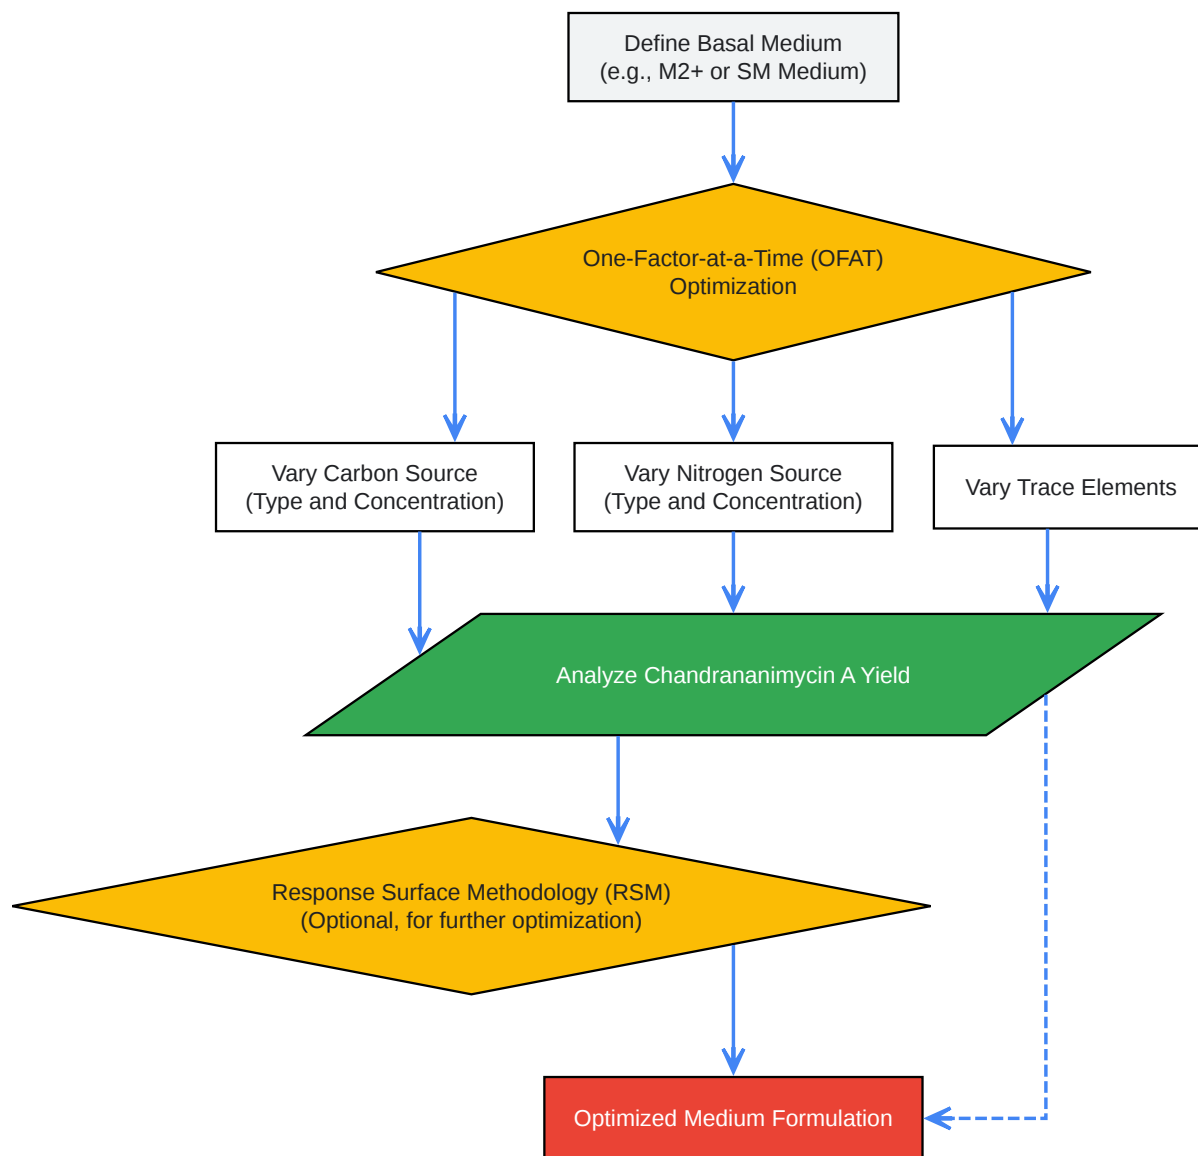 Define Basal Medium
(e.g., M2+ or SM Medium)
One-Factor-at-a-Time (OFAT)
Optimization
Vary Carbon Source
(Type and Concentration)
Vary Nitrogen Source
(Type and Concentration)
Vary Trace Elements
Analyze Chandrananimycin A Yield
Response Surface Methodology (RSM)
(Optional, for further optimization)
Optimized Medium Formulation